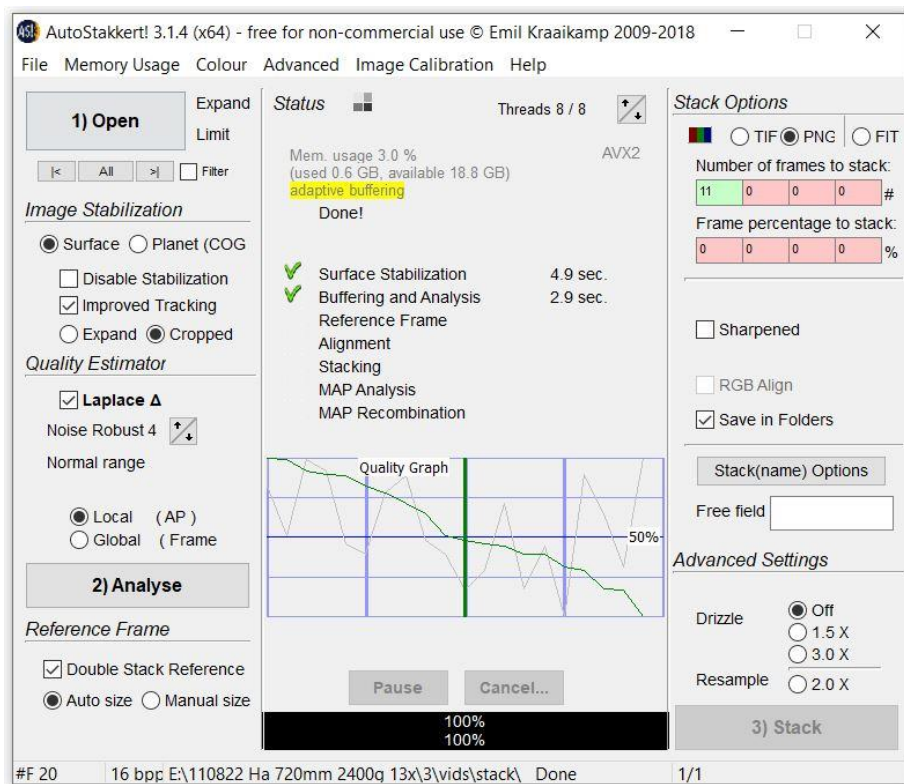 AutoStakkert! 3.1.4 (x64) - free for non-commercial use © Emil Kraaikamp 2009-2018
File Memory Usage Colour Advanced Image Calibration Help
1) Open
Expand
Limit
|< All >| Filter
Image Stabilization
Surface Planet (COG
Disable Stabilization
Improved Tracking
Expand Cropped
Quality Estimator
Laplace Δ
Noise Robust 4
Normal range
Local (AP)
Global (Frame
2) Analyse
Reference Frame
Double Stack Reference
Auto size Manual size
Status
Threads 8 / 8
Mem. usage 3.0 %
AVX2
(used 0.6 GB, available 18.8 GB)
adaptive buffering
Done!
Surface Stabilization 4.9 sec.
Buffering and Analysis 2.9 sec.
Reference Frame
Alignment
Stacking
MAP Analysis
MAP Recombination
Quality Graph
50%
Pause Cancel...
100%
100%
Stack Options
TIF PNG FIT
Number of frames to stack:
11 0 0 0 #
Frame percentage to stack:
0 0 0 0 %
Sharpened
RGB Align
Save in Folders
Stack(name) Options
Free field
Advanced Settings
Drizzle
Off
1.5 X
3.0 X
Resample 2.0 X
3) Stack
#F 20 16 bpp E:\110822 Ha 720mm 2400g 13x\3\vids\stack\ Done 1/1